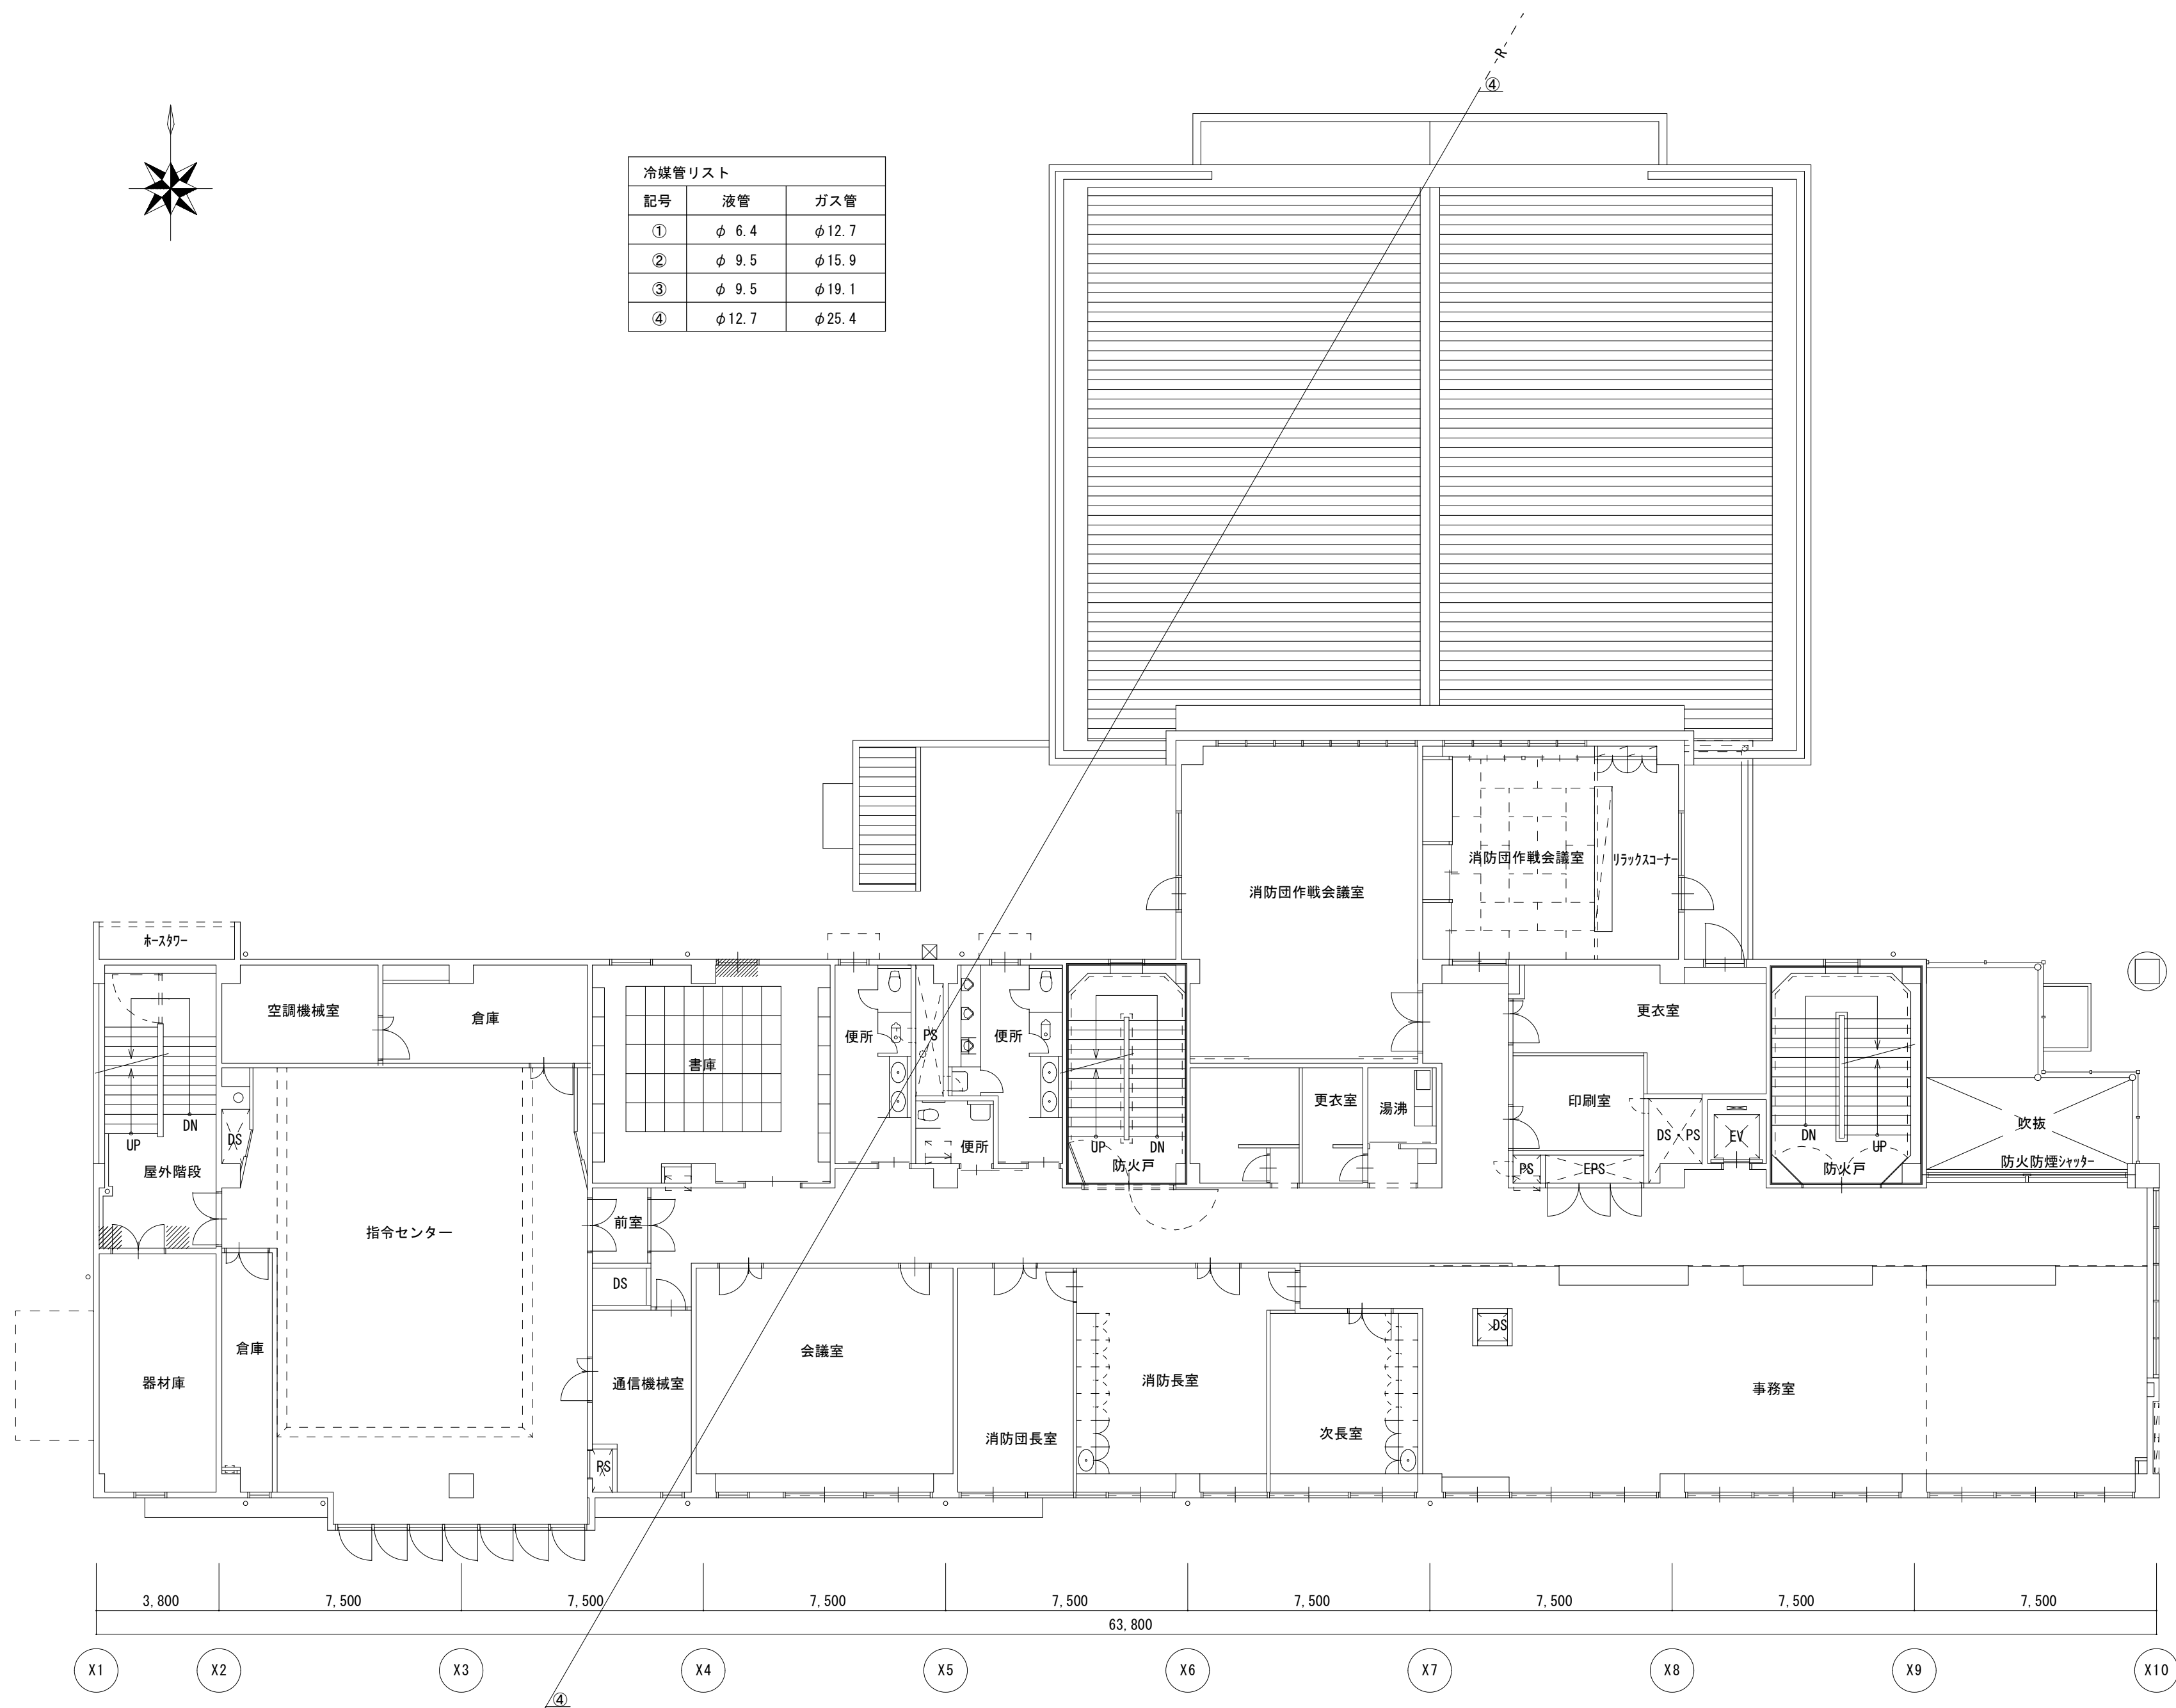 R
④
冷媒管リスト
記号 液管 ガス管
① φ 6.4 φ12.7
② φ 9.5 φ15.9
③ φ 9.5 φ19.1
④ φ12.7 φ25.4
消防団作戦会議室 リラックスコーナー
消防団作戦会議室
ホースタワー
空調機械室 倉庫 更衣室
便所 PS 便所
書庫
更衣室 湯沸 印刷室
吹抜
UP DN DS UP DN DS PS EV DN UP
便所
防火戸 PS EPS 防火戸 防火防煙シャッター
屋外階段
前室
指令センター
DS
DS
倉庫 会議室
器材庫 通信機械室 消防長室 事務室
消防団長室 次長室
PS
3,800 7,500 7,500 7,500 7,500 7,500 7,500 7,500 7,500
63,800
X1 X2 X3 X4 X5 X6 X7 X8 X9 X10
④